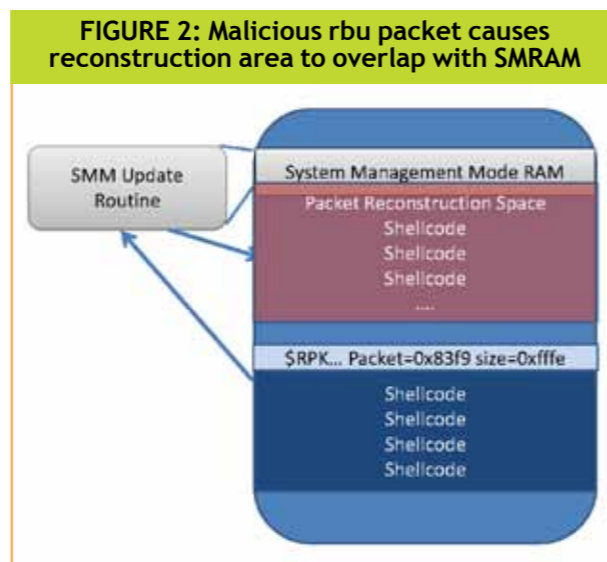 FIGURE 2: Malicious rbu packet causes
reconstruction area to overlap with SMRAM
SMM Update
Routine
System Management Mode RAM
Packet Reconstruction Space
Shellcode
Shellcode
Shellcode
....
$RPK... Packet=0x83f9 size=0xfffe
Shellcode
Shellcode
Shellcode
Shellcode